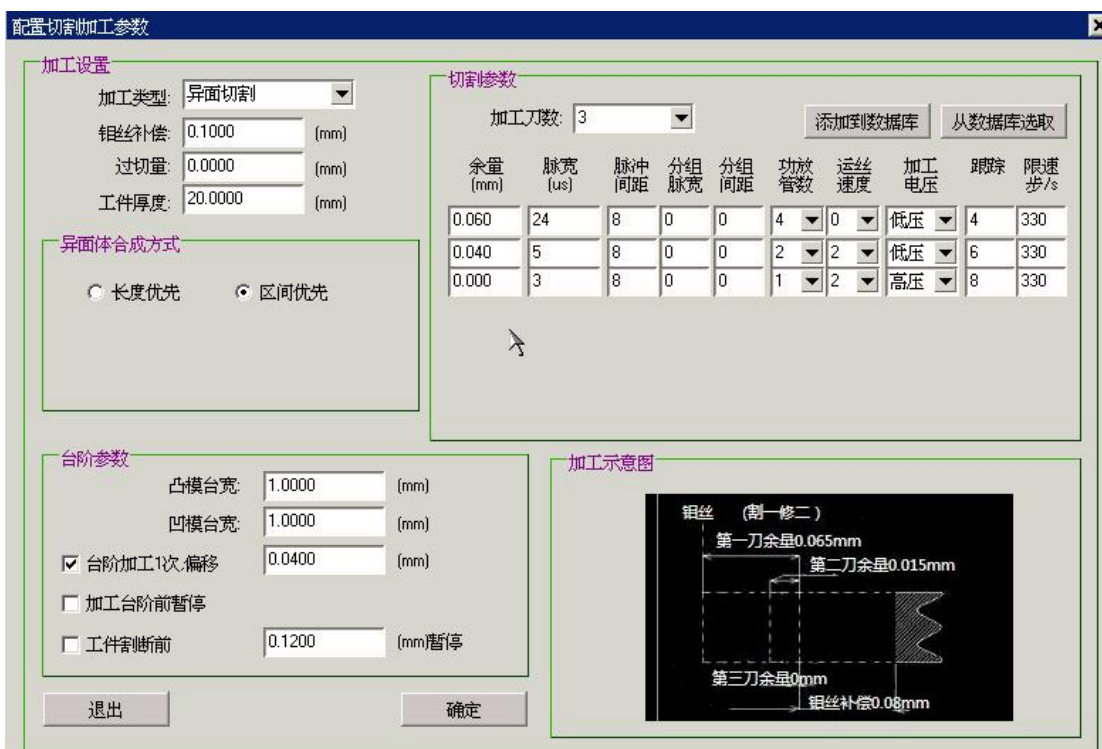 配置切割加工参数
加工设置
加工类型: 异面切割
钼丝补偿: 0.1000 (mm)
过切量: 0.0000 (mm)
工件厚度: 20.0000 (mm)
异面体合成方式
长度优先 区间优先
切割参数
加工刀数: 3 添加到数据库 从数据库选取
余量 脉宽 脉冲 分组 分组 功放 运丝 加工 跟踪 限速
(mm) (us) 间距 脉宽 间距 管数 速度 电压 步/s
0.060 24 8 0 0 4 0 低压 4 330
0.040 5 8 0 0 2 2 低压 6 330
0.000 3 8 0 0 1 2 高压 8 330
台阶参数
凸模台宽: 1.0000 (mm)
凹模台宽: 1.0000 (mm)
台阶加工1次,偏移 0.0400 (mm)
加工台阶前暂停
工件割断前 0.1200 (mm)暂停
退出 确定
加工示意图
钼丝 (割一修二)
第一刀余量0.065mm
第二刀余量0.015mm
第三刀余量0mm
钼丝补偿0.08mm